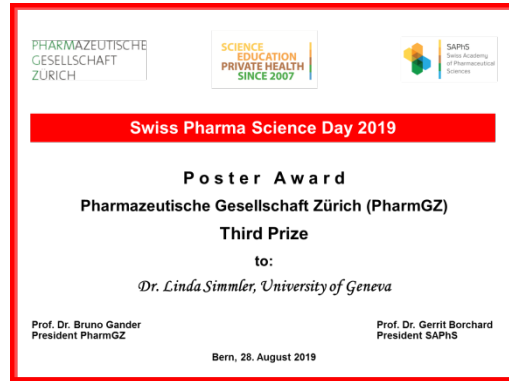 PHARMAZEUTISCHE
GESELLSCHAFT
ZÜRICH
SCIENCE
EDUCATION
PRIVATE HEALTH
SINCE 2007
SAPhS
Swiss Academy
of Pharmaceutical
Sciences
Swiss Pharma Science Day 2019
Poster Award
Pharmazeutische Gesellschaft Zürich (PharmGZ)
Third Prize
to:
Dr. Linda Simmler, University of Geneva
Prof. Dr. Bruno Gander
President PharmGZ
Prof. Dr. Gerrit Borchard
President SAPhS
Bern, 28. August 2019